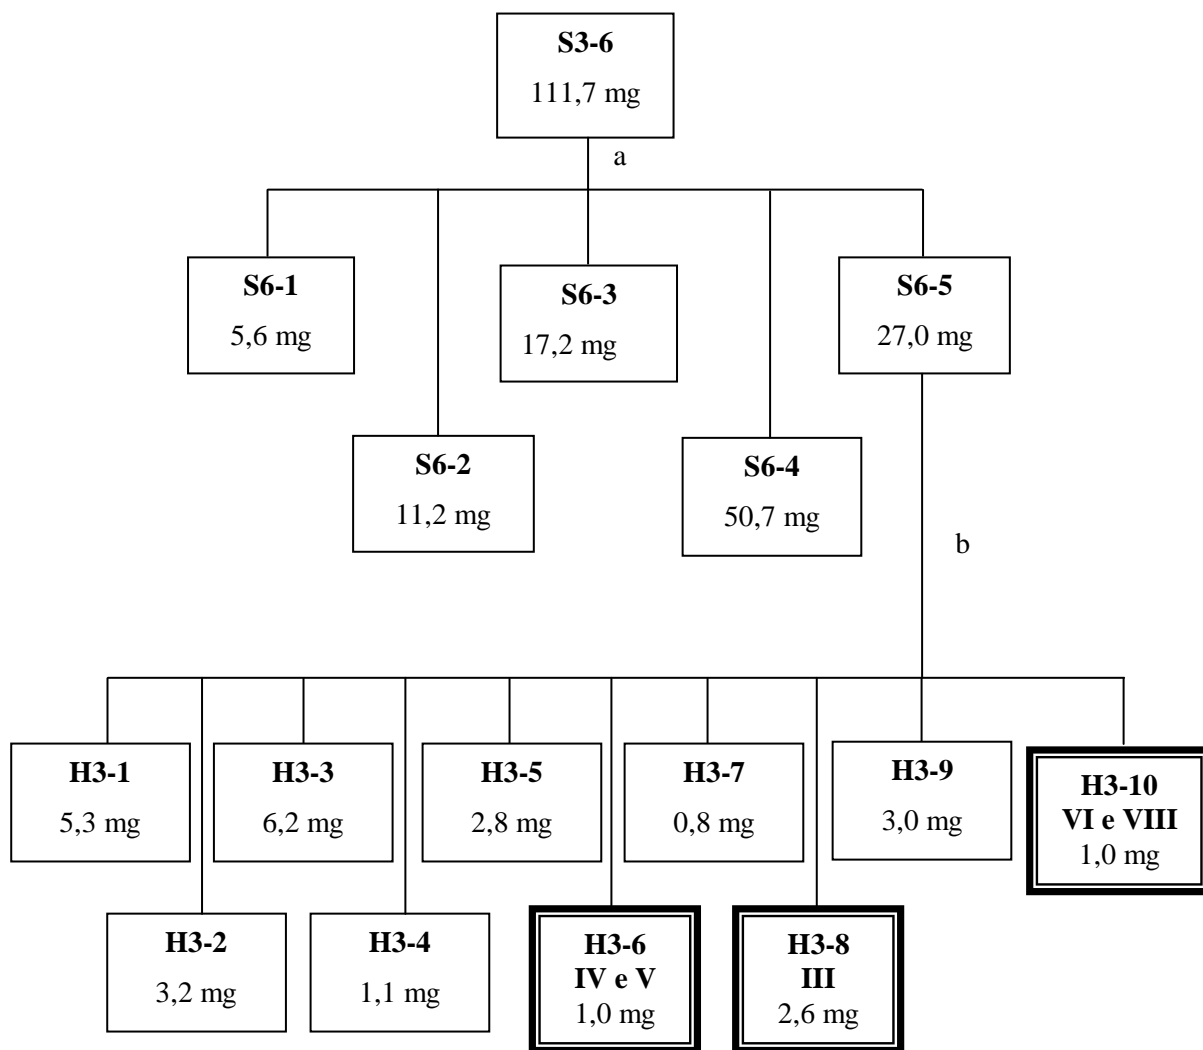 S3-6
111,7 mg
a
S6-1
5,6 mg
S6-3
17,2 mg
S6-5
27,0 mg
S6-2
11,2 mg
S6-4
50,7 mg
b
H3-1
5,3 mg
H3-3
6,2 mg
H3-5
2,8 mg
H3-7
0,8 mg
H3-9
3,0 mg
H3-10
VI e VIII
1,0 mg
H3-2
3,2 mg
H3-4
1,1 mg
H3-6
IV e V
1,0 mg
H3-8
III
2,6 mg